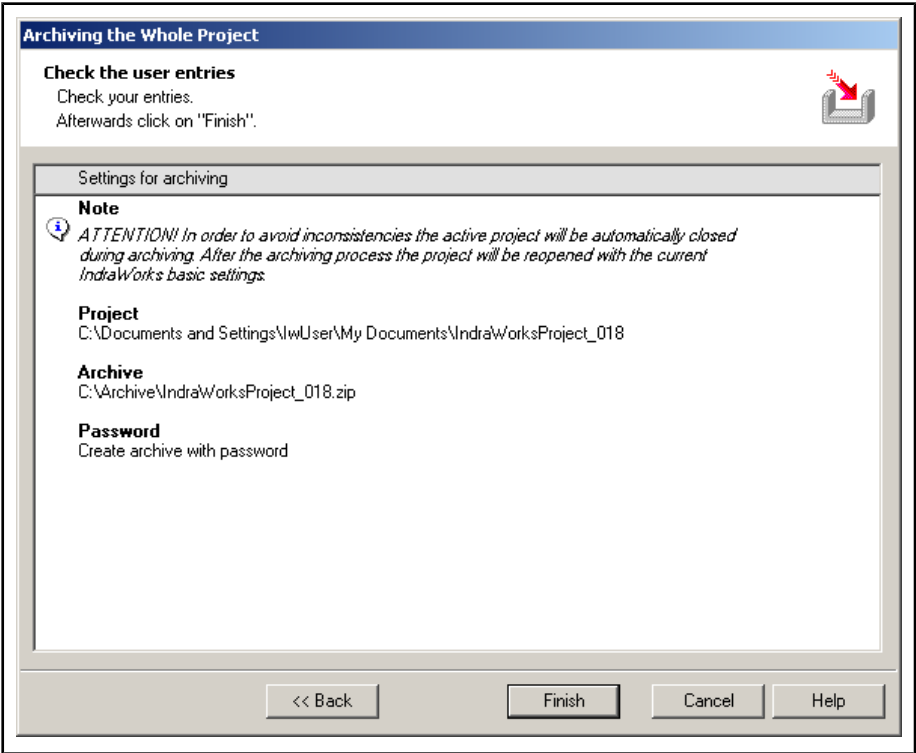 Archiving the Whole Project
Check the user entries
Check your entries.
Afterwards click on "Finish".
Settings for archiving
Note
ATTENTION! In order to avoid inconsistencies the active project will be automatically closed
during archiving. After the archiving process the project will be reopened with the current
IndraWorks basic settings.
Project
C:\Documents and Settings\IwUser\My Documents\IndraWorksProject_018
Archive
C:\Archive\IndraWorksProject_018.zip
Password
Create archive with password
<< Back
Finish
Cancel
Help